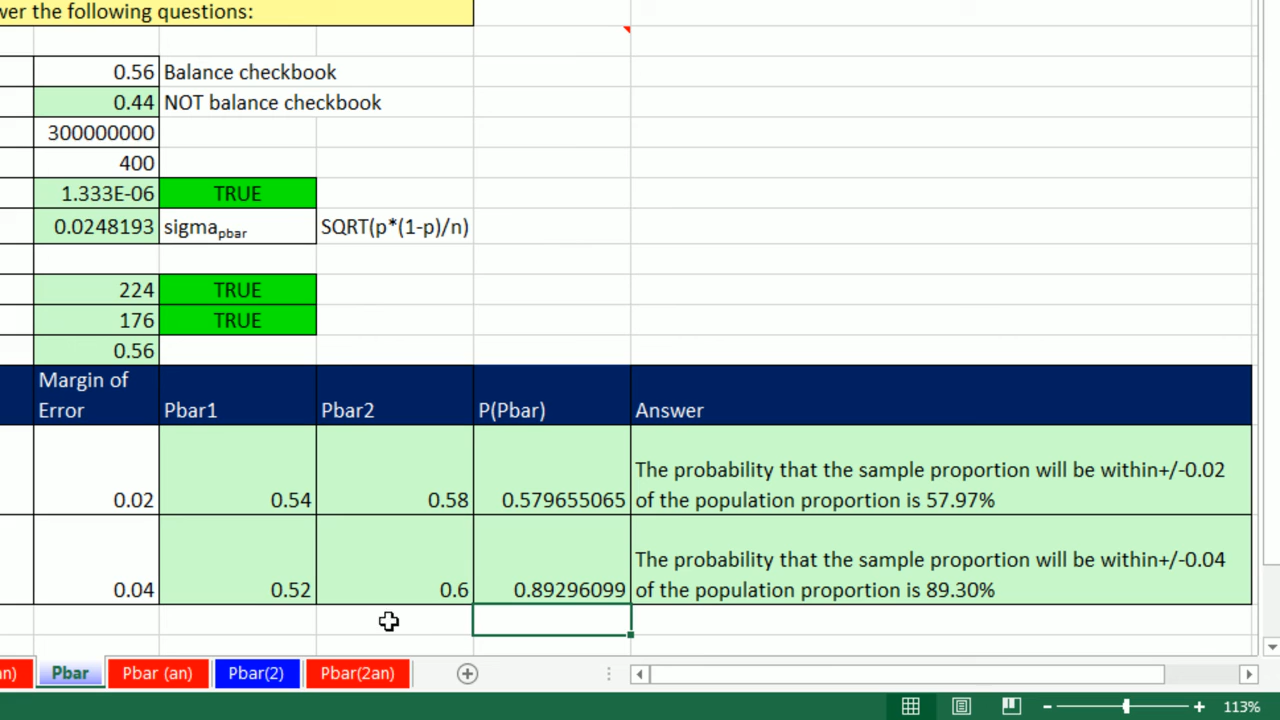 wer the following questions:
0.56 Balance checkbook
0.44 NOT balance checkbook
300000000
400
1.333E-06 TRUE
0.0248193 sigmapbar SQRT(p*(1-p)/n)
224 TRUE
176 TRUE
0.56
Margin of
Error Pbar1 Pbar2 P(Pbar) Answer
The probability that the sample proportion will be within+/-0.02
0.02 0.54 0.58 0.579655065 of the population proportion is 57.97%
The probability that the sample proportion will be within+/-0.04
0.04 0.52 0.6 0.89296099 of the population proportion is 89.30%
an) Pbar Pbar (an) Pbar(2) Pbar(2an)
113%